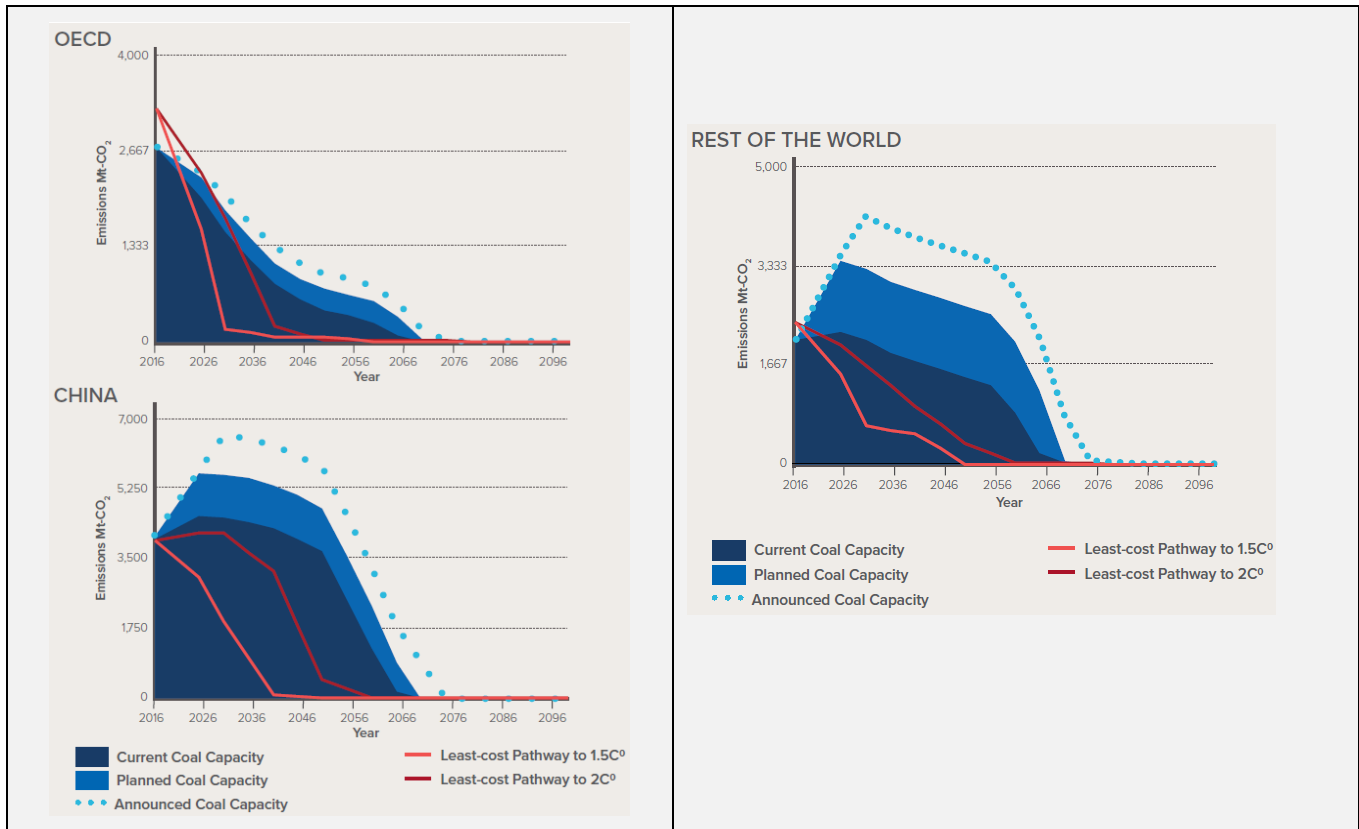 OECD
4,000
2,667
1,333
0
Emissions Mt-CO₂
2016 2026 2036 2046 2056 2066 2076 2086 2096
Year
CHINA
7,000
5,250
3,500
1,750
0
Emissions Mt-CO₂
2016 2026 2036 2046 2056 2066 2076 2086 2096
Year
Current Coal Capacity
Planned Coal Capacity
Announced Coal Capacity
Least-cost Pathway to 1.5Cº
Least-cost Pathway to 2Cº
REST OF THE WORLD
5,000
3,333
1,667
0
Emissions Mt-CO₂
2016 2026 2036 2046 2056 2066 2076 2086 2096
Year
Current Coal Capacity
Planned Coal Capacity
Announced Coal Capacity
Least-cost Pathway to 1.5Cº
Least-cost Pathway to 2Cº